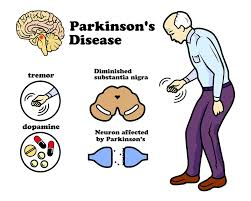 Parkinson's
Disease
tremor
Diminished
substantia nigra
dopamine
Neuron affected
by Parkinson's